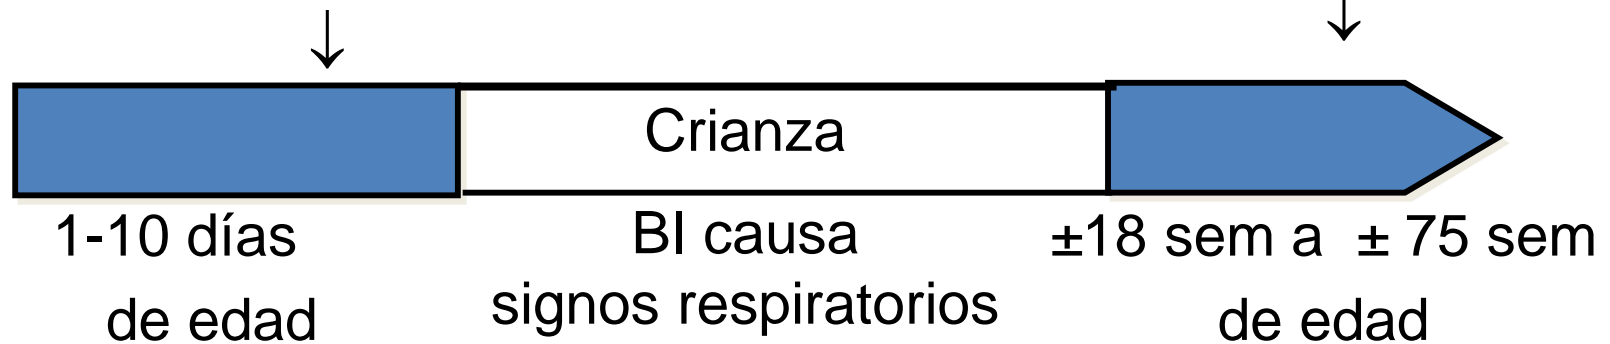 Crianza
1-10 días
de edad
BI causa
signos respiratorios
±18 sem a ± 75 sem
de edad